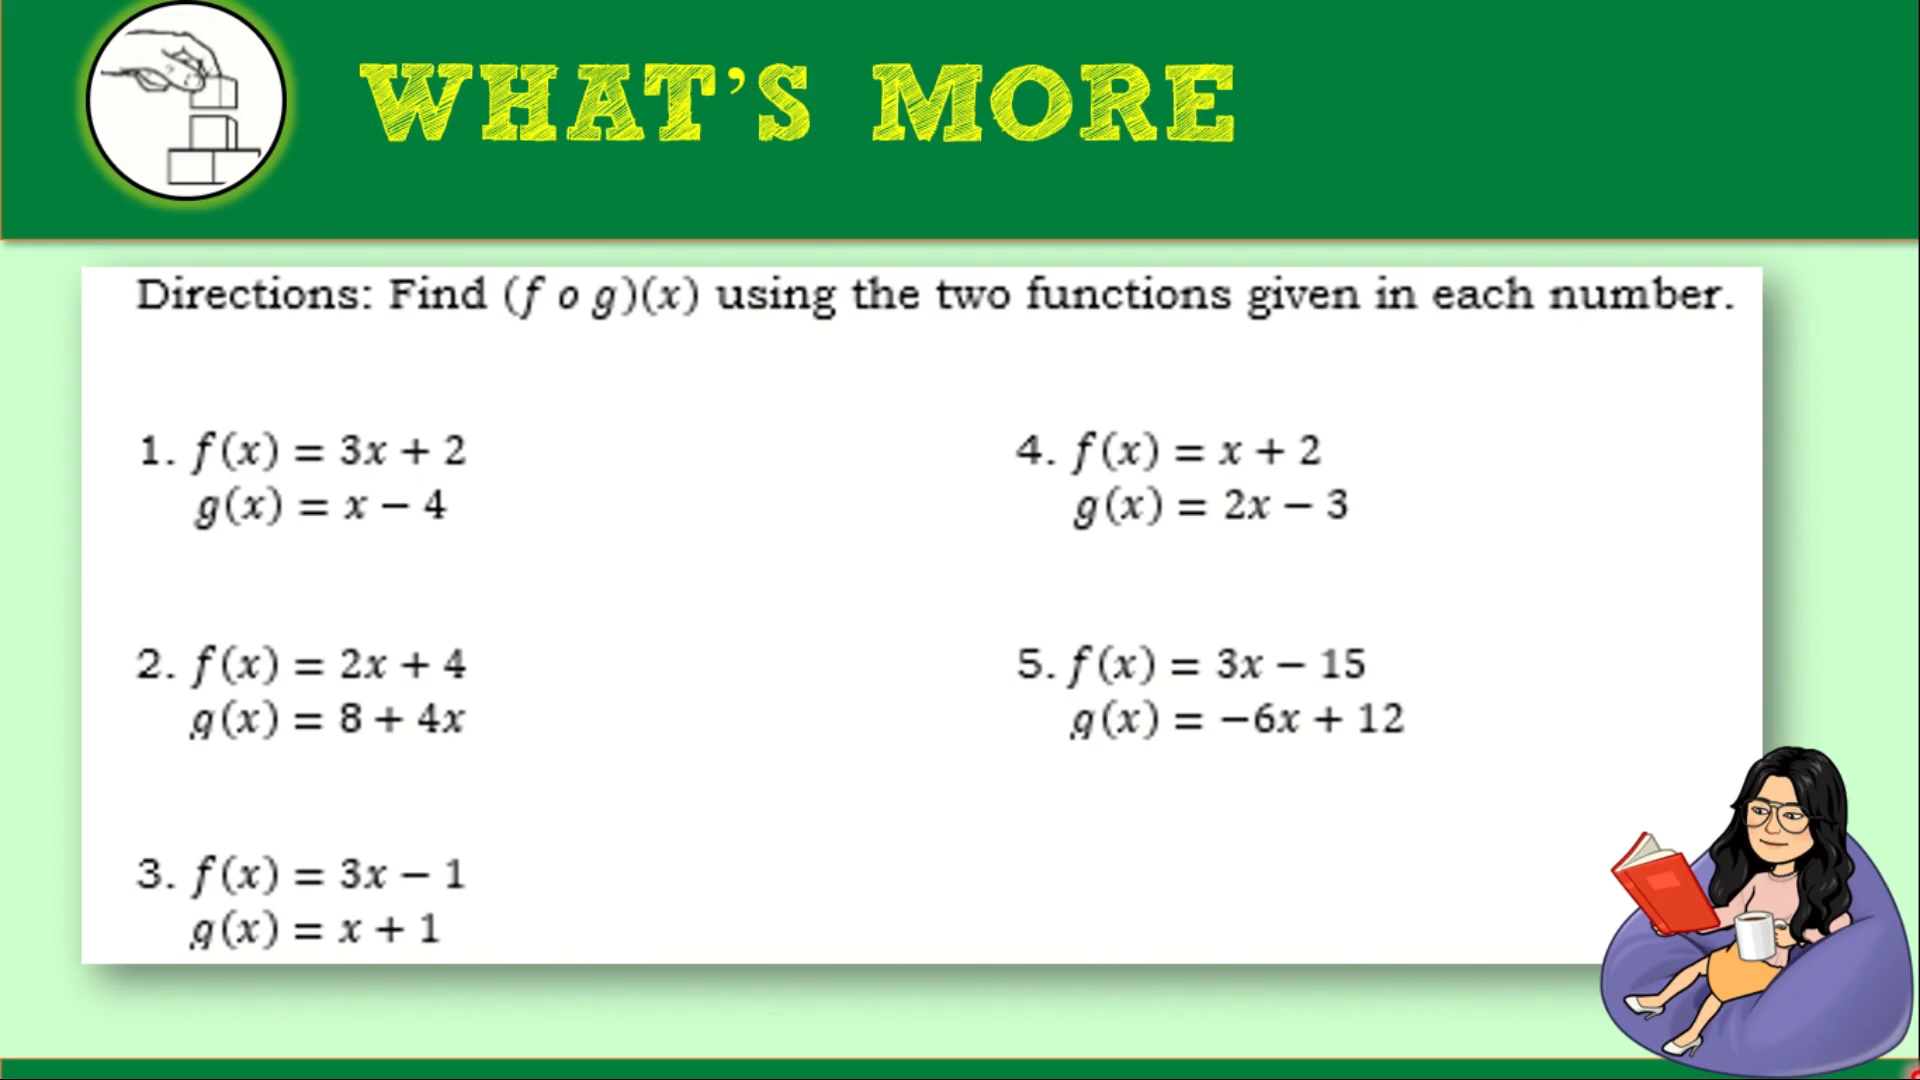 WHAT'S MORE
Directions: Find (f o g)(x) using the two functions given in each number.
1. f(x) = 3x + 2
g(x) = x − 4
2. f(x) = 2x + 4
g(x) = 8 + 4x
3. f(x) = 3x − 1
g(x) = x + 1
4. f(x) = x + 2
g(x) = 2x − 3
5. f(x) = 3x − 15
g(x) = −6x + 12